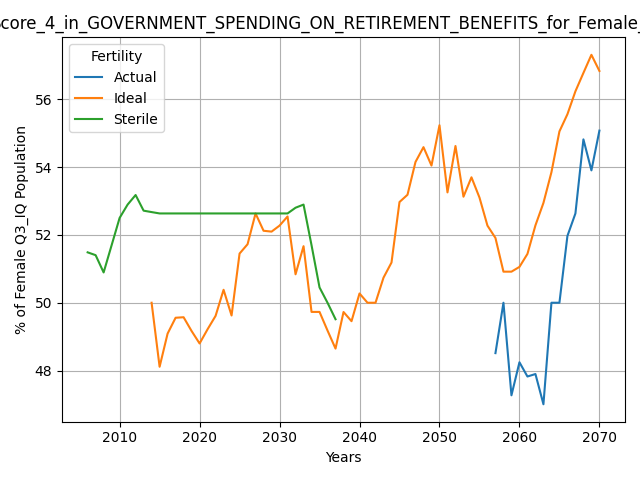 core_4_in_GOVERNMENT_SPENDING_ON_RETIREMENT_BENEFITS_for_Female_
Fertility
Actual
Ideal
Sterile
% of Female Q3_IQ Population
56
54
52
50
48
2010 2020 2030 2040 2050 2060 2070
Years